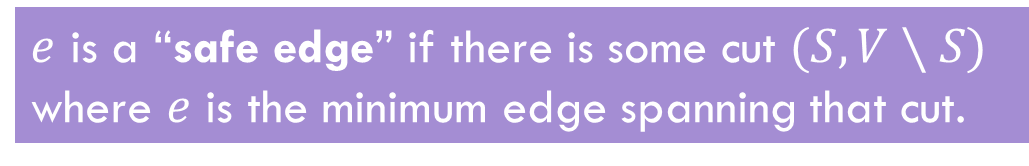 e is a “safe edge” if there is some cut (S, V \ S)
where e is the minimum edge spanning that cut.